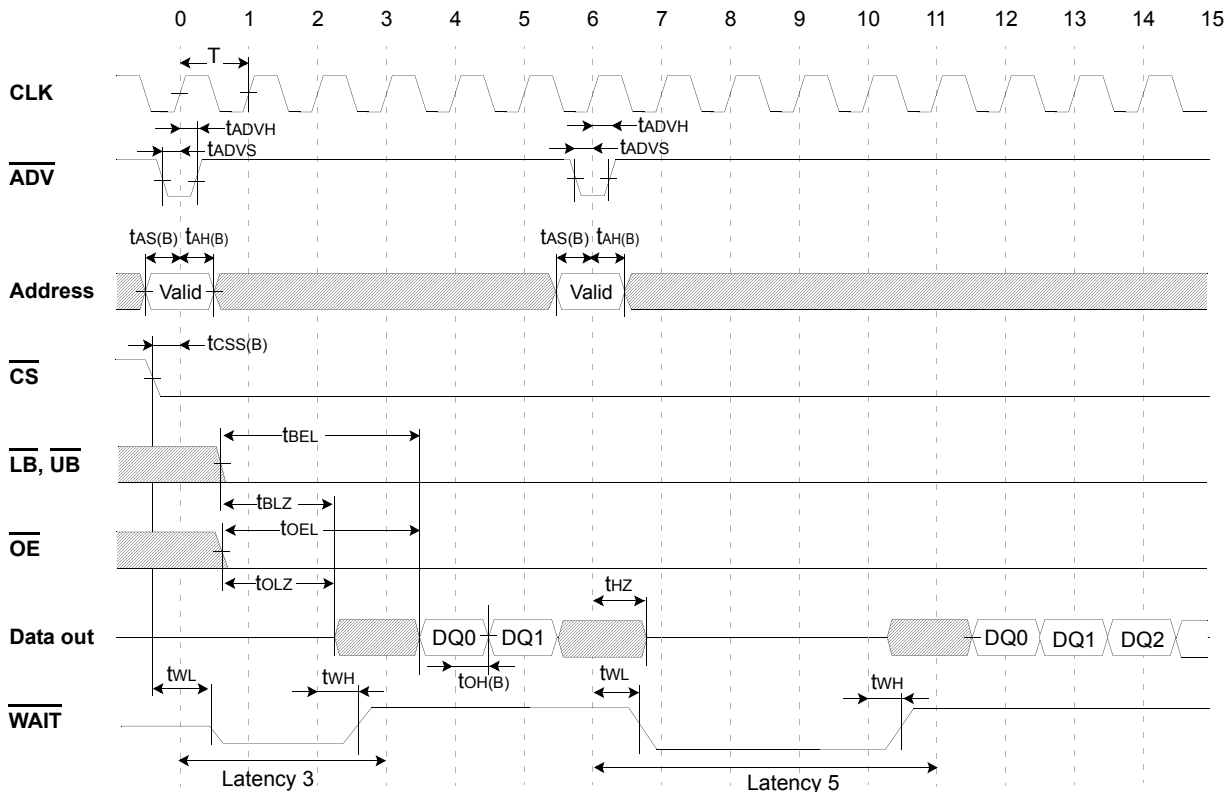 0 1 2 3 4 5 6 7 8 9 10 11 12 13 14 15
T
CLK
tADVH tADVH
tADVS tADVS
ADV
tAS(B) tAH(B) tAS(B) tAH(B)
Address Valid Valid
tCSS(B)
CS
tBEL
LB, UB
tBLZ
tOEL
OE
tOLZ
tHZ
Data out DQ0 DQ1 DQ0 DQ1 DQ2
tWL tWH tOH(B) tWL tWH
WAIT
Latency 3 Latency 5